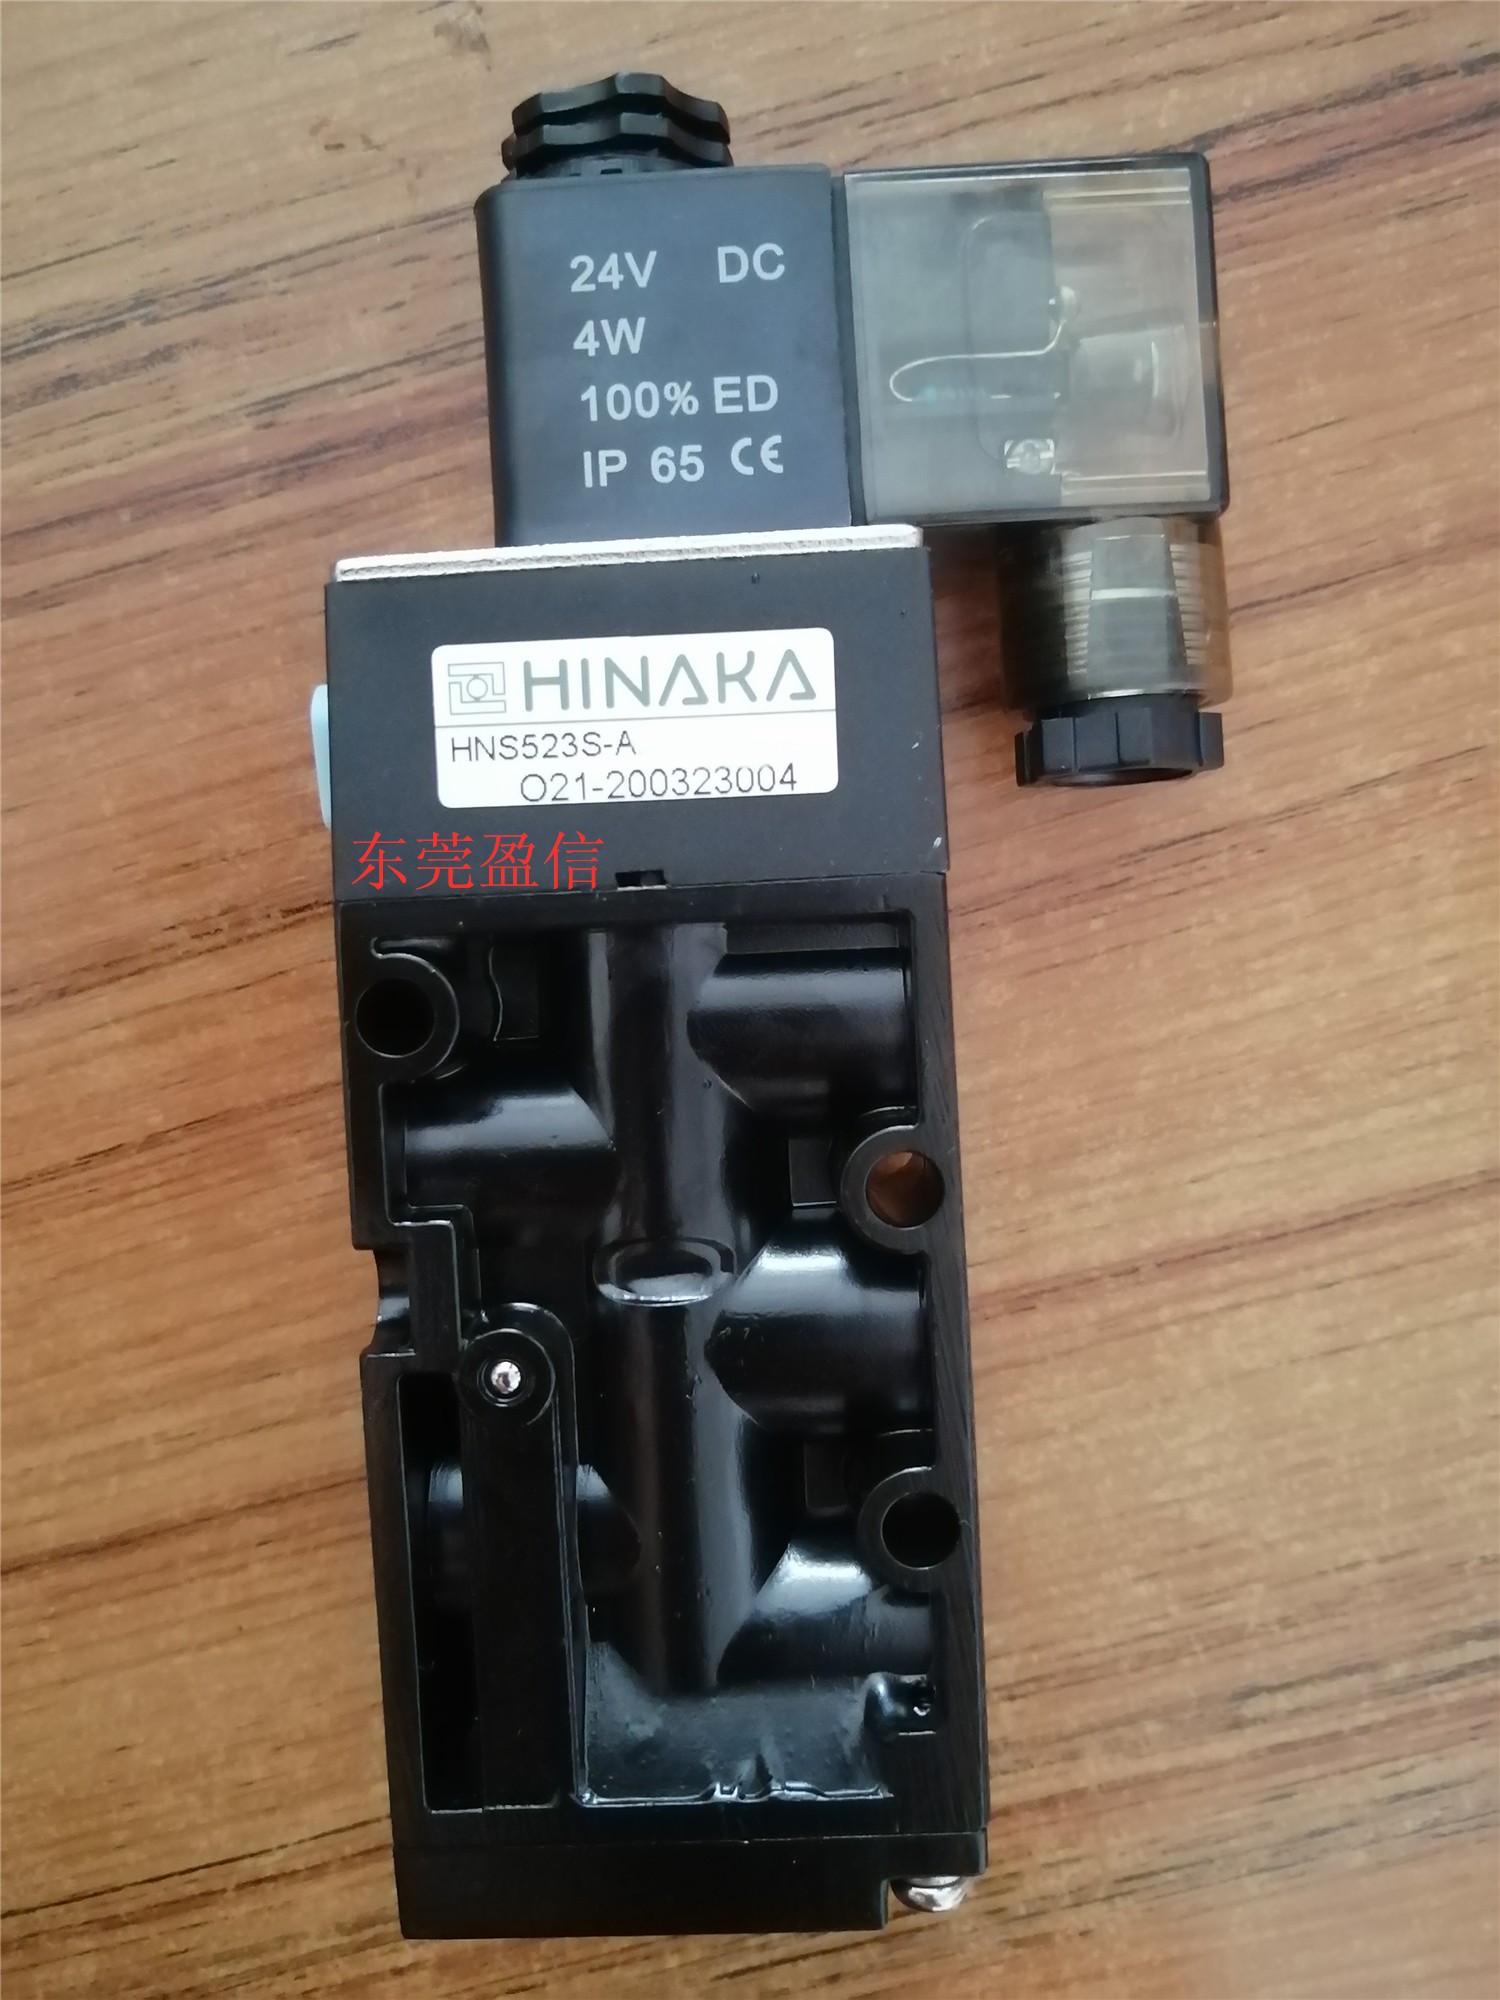 24V DC
4W
100% ED
IP 65 CE
HINAKA
HNS523S-A
O21-200323004
东莞盈信